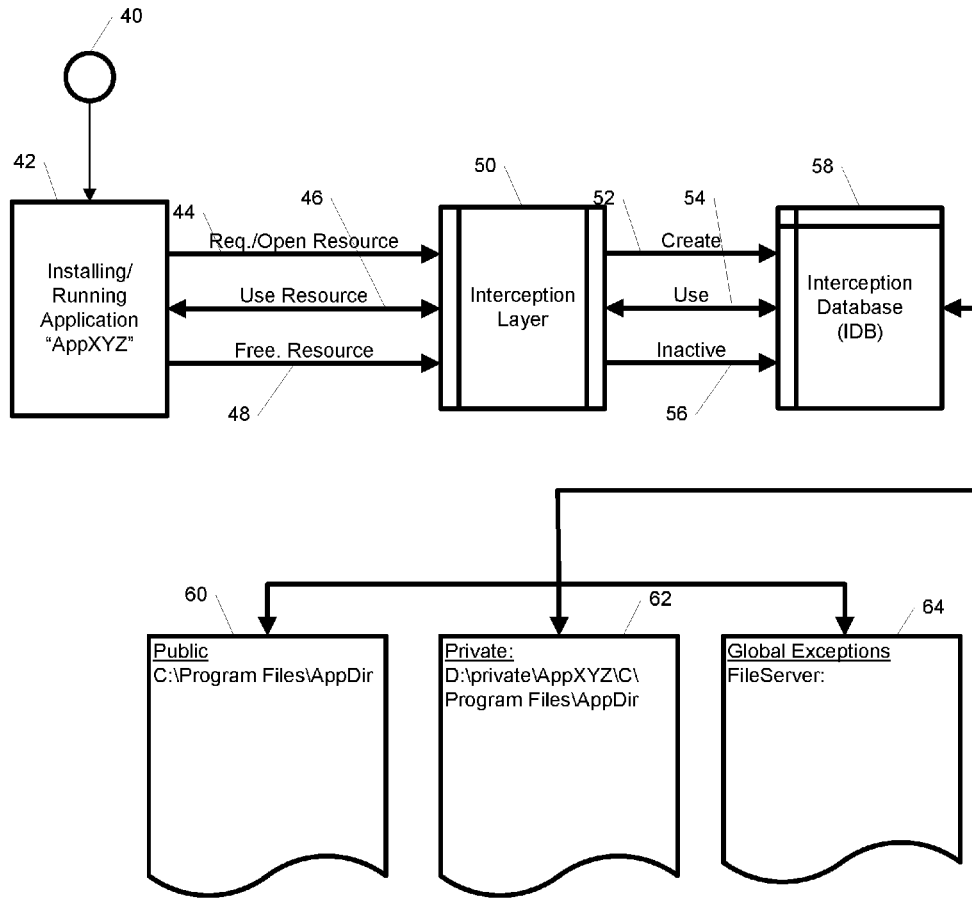 40
42
44
46
50
52
54
58
Req./Open Resource
Create
Installing/
Running
Application
“AppXYZ”
Use Resource
Interception
Layer
Use
Interception
Database
(IDB)
Free. Resource
Inactive
48
56
60
62
64
Public
C:\Program Files\AppDir
Private:
D:\private\AppXYZ\C\
Program Files\AppDir
Global Exceptions
FileServer: